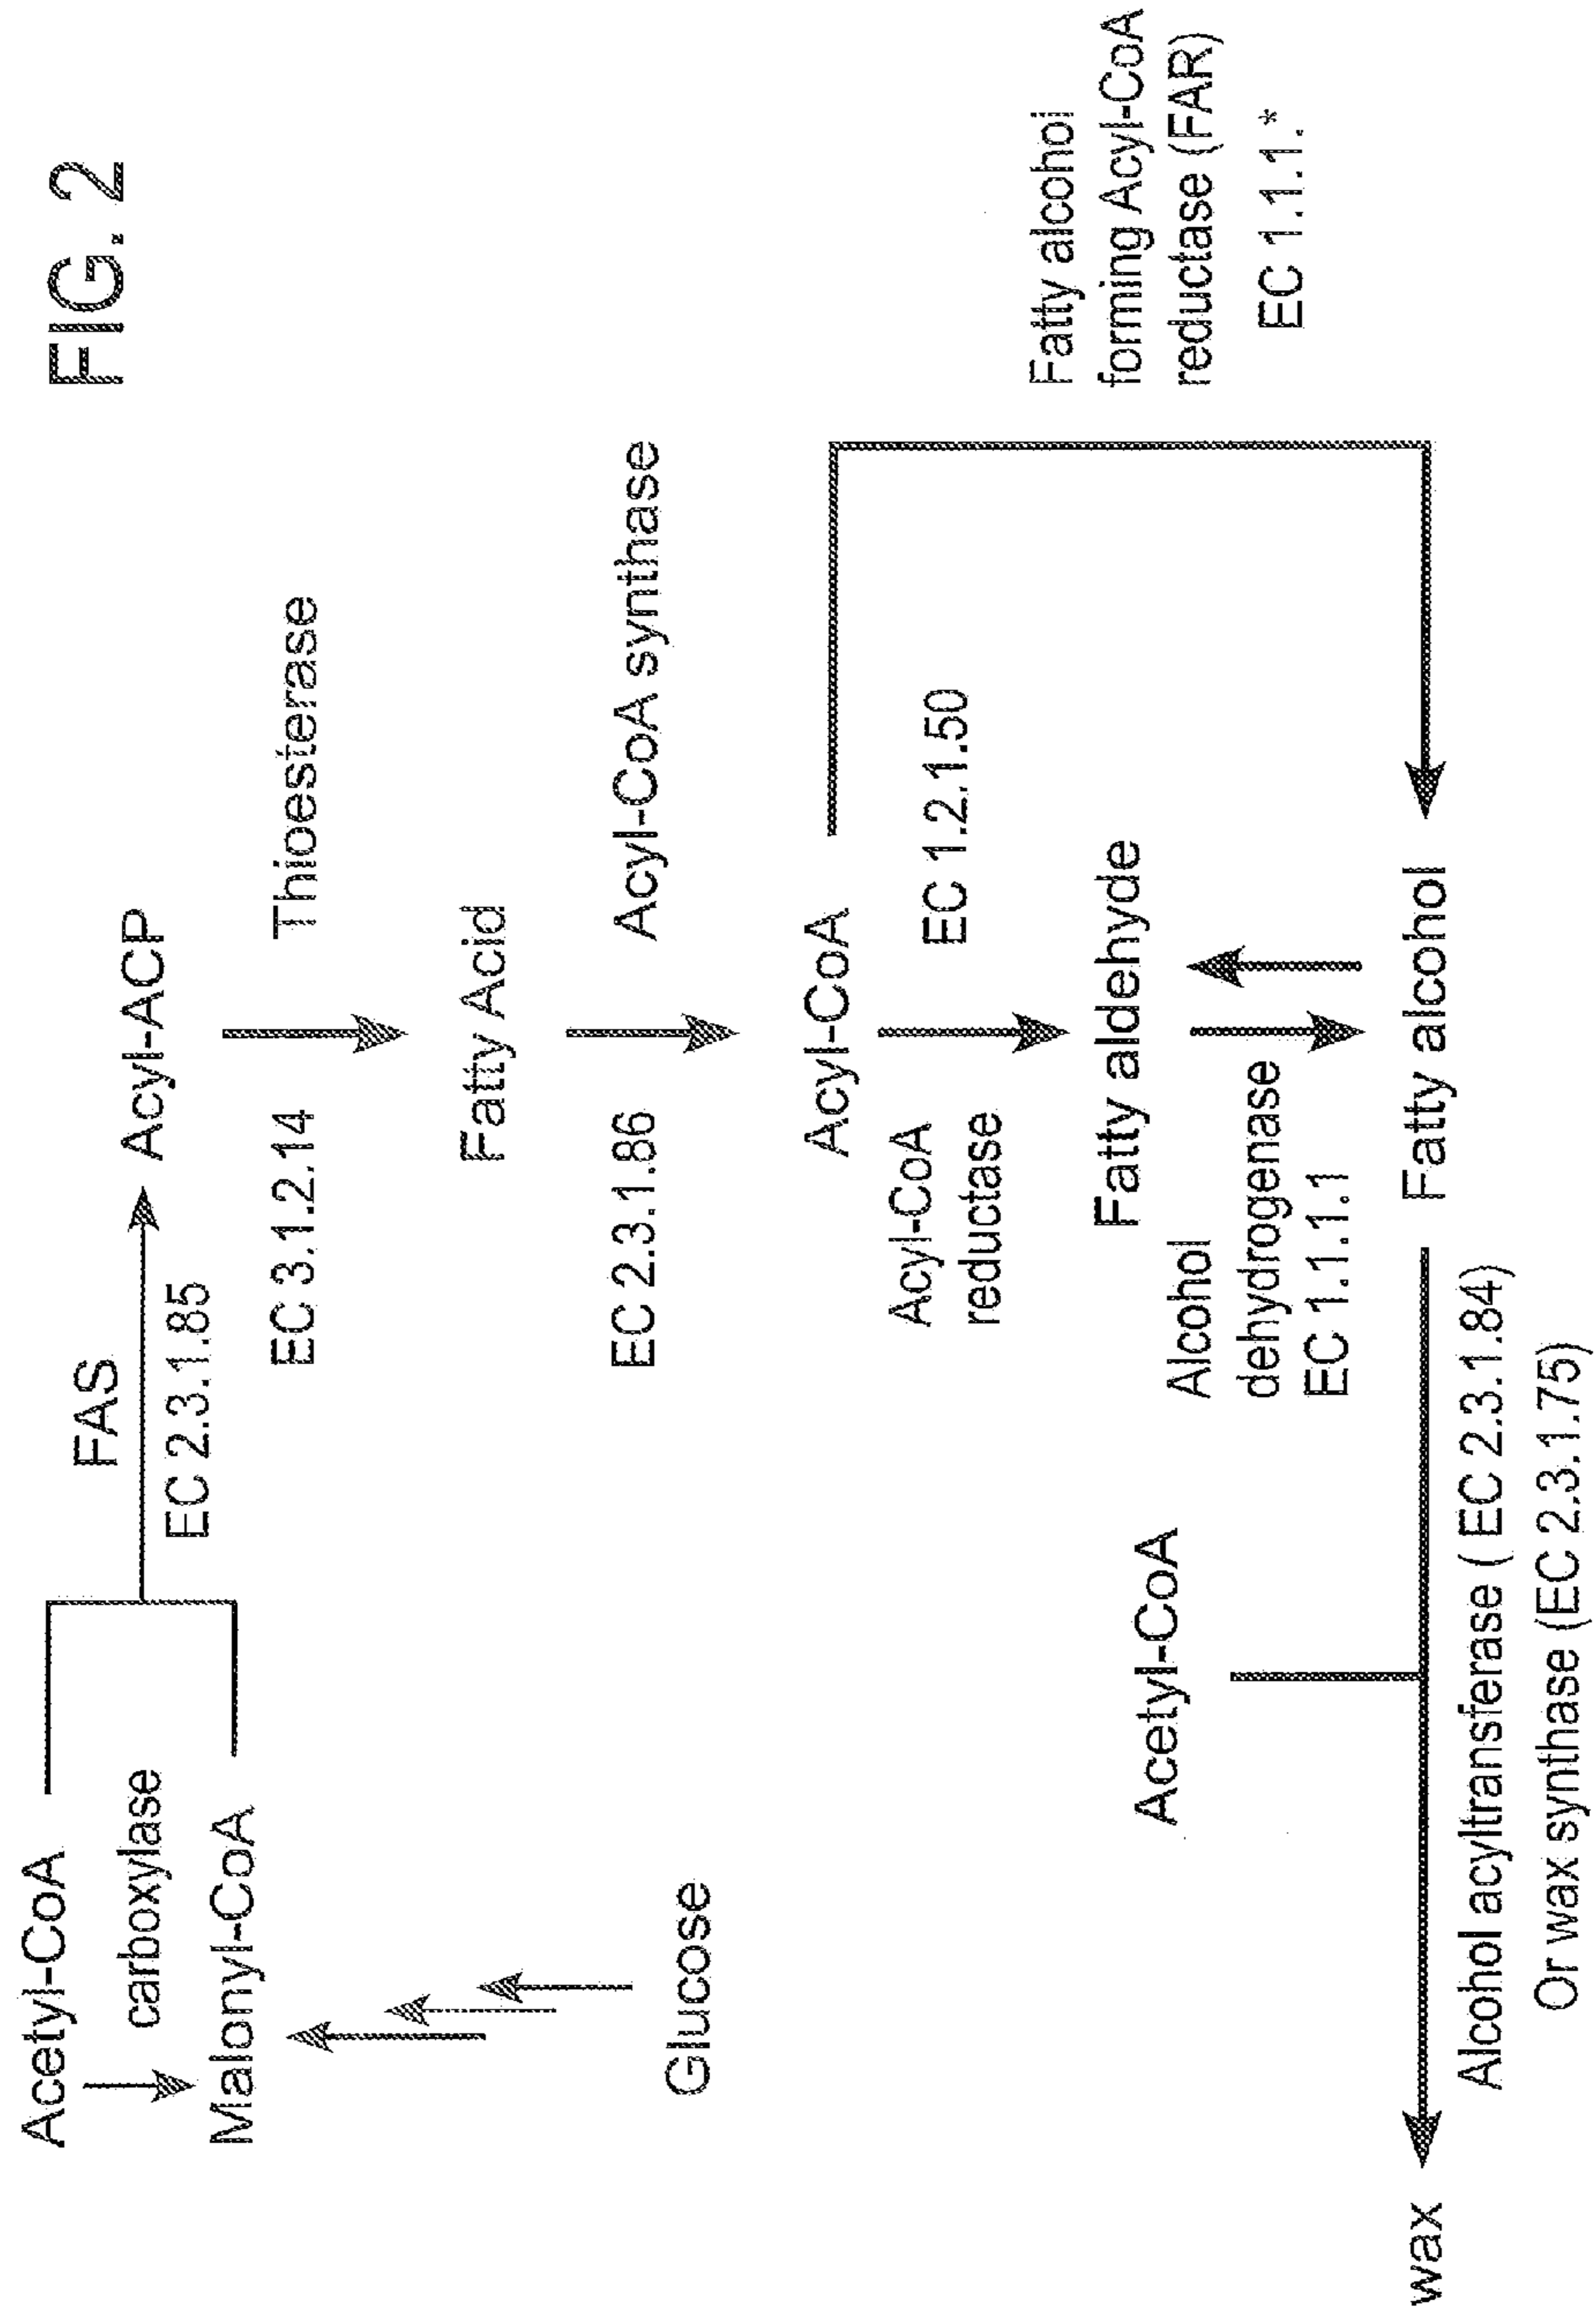 FIG. 2
Acetyl-CoA
carboxylase
Malonyl-CoA
Glucose
FAS
EC 2.3.1.85
Acyl-ACP
EC 3.1.2.14
Thioesterase
Fatty Acid
EC 2.3.1.86
Acyl-CoA synthase
Acyl-CoA
Acyl-CoA
reductase
EC 1.2.1.50
Fatty aldehyde
Alcohol
dehydrogenase
EC 1.1.1.1
Fatty alcohol
Fatty alcohol
forming Acyl-CoA
reductase (FAR)
EC 1.1.1.*
Acetyl-CoA
wax
Alcohol acyltransferase ( EC 2.3.1.84)
Or wax synthase (EC 2.3.1.75)